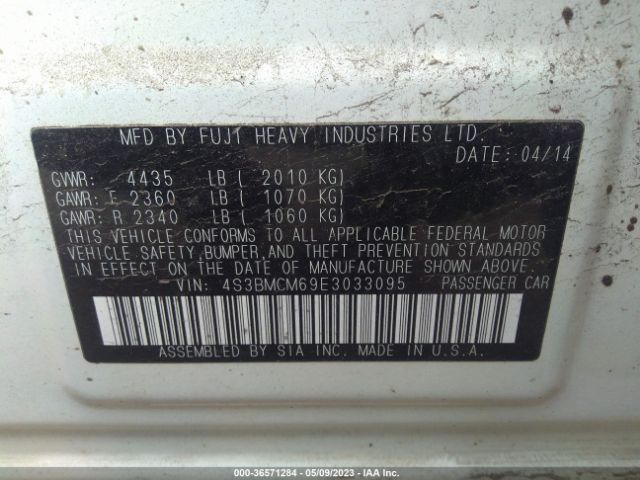 MFD BY FUJI HEAVY INDUSTRIES LTD.
DATE: 04/14
GVWR: 4435 LB ( 2010 KG)
GAWR: F 2360 LB ( 1070 KG)
GAWR: R 2340 LB ( 1060 KG)
THIS VEHICLE CONFORMS TO ALL APPLICABLE FEDERAL MOTOR
VEHICLE SAFETY, BUMPER, AND THEFT PREVENTION STANDARDS
IN EFFECT ON THE DATE OF MANUFACTURE SHOWN ABOVE.
VIN: 4S3BMCM69E3033095 PASSENGER CAR
ASSEMBLED BY SIA INC. MADE IN U.S.A.
000-36571284 | 05/09/2023 - IAA Inc.